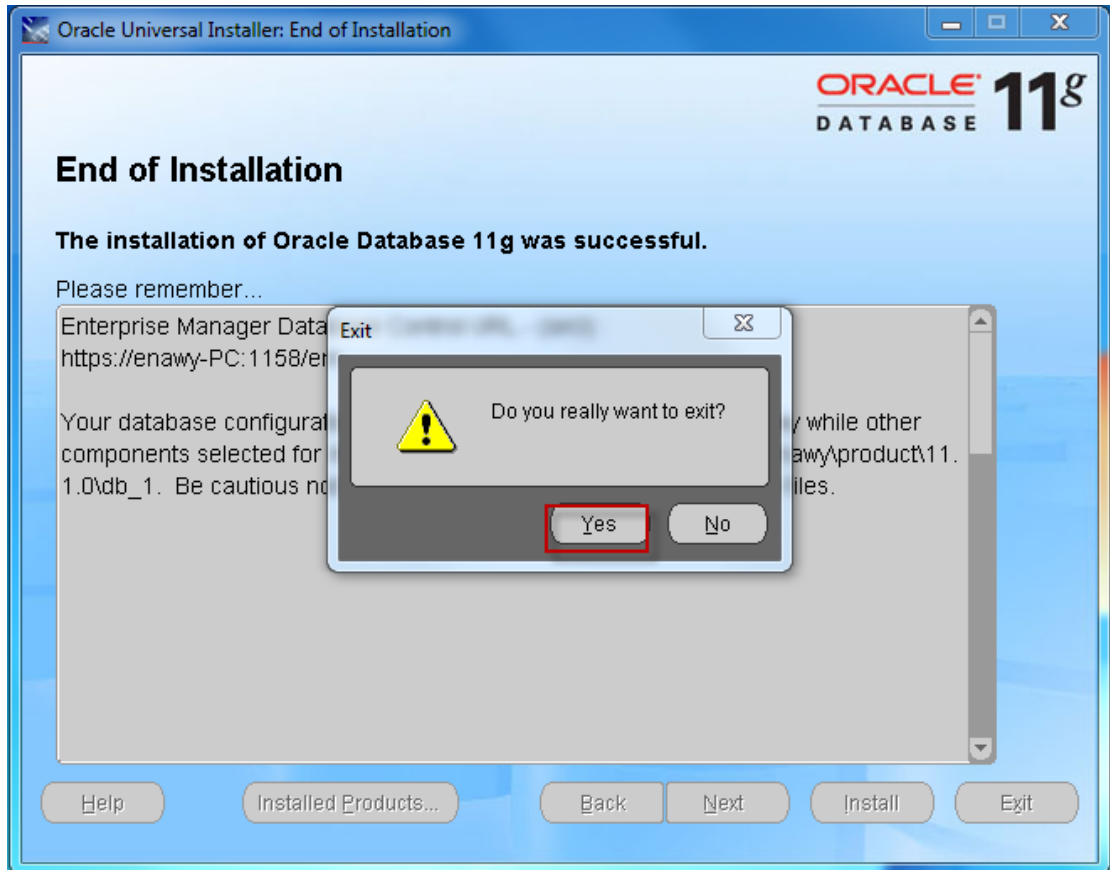 Oracle Universal Installer: End of Installation
ORACLE 11g
DATABASE
End of Installation
The installation of Oracle Database 11g was successful.
Please remember...
Enterprise Manager Data
https://enawy-PC:1158/e
Your database configurat
y while other
components selected for
awy\product\11.
1.0\db_1. Be cautious no
iles.
Exit
Do you really want to exit?
Yes No
Help Installed Products... Back Next Install Exit